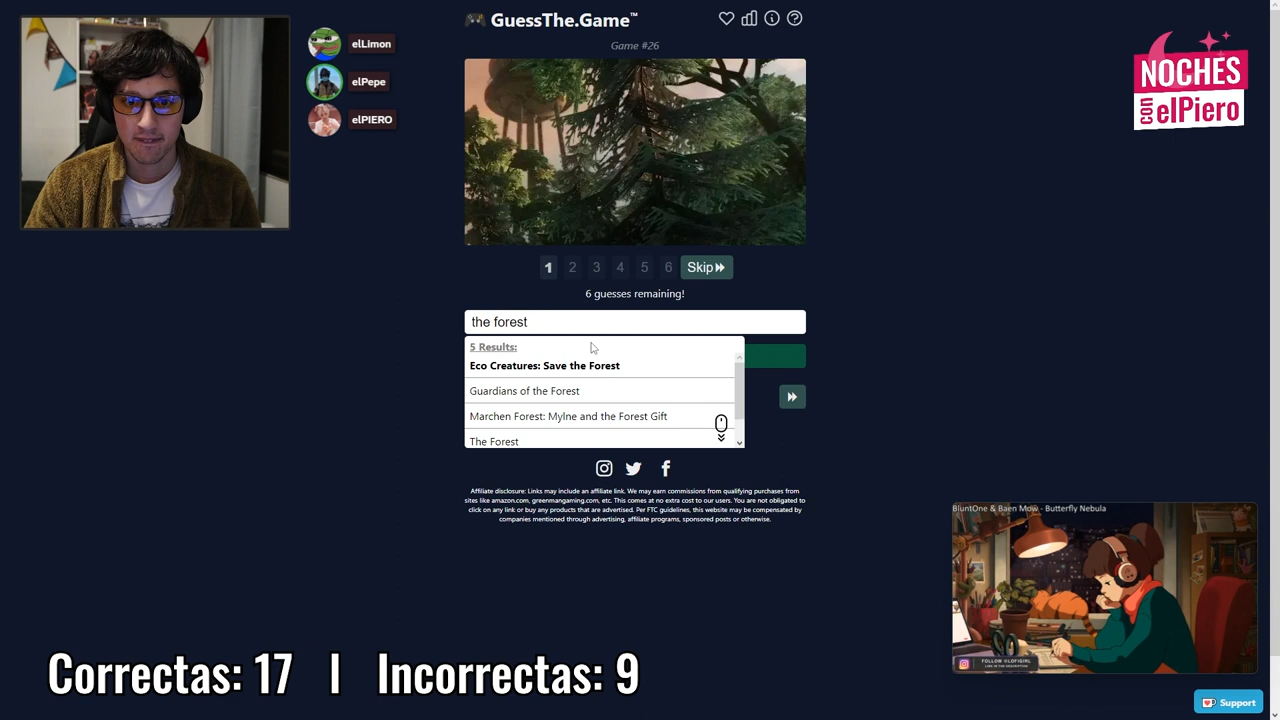 GuessThe.Game™
Game #26
elLimon
elPepe
elPIERO
NOCHES
con elPiero
1 2 3 4 5 6 Skip
6 guesses remaining!
the forest
5 Results:
Eco Creatures: Save the Forest
Guardians of the Forest
Marchen Forest: Mylne and the Forest Gift
The Forest
Affiliate disclosure: Links may include an affiliate link. We may earn commissions from qualifying purchases from
sites like amazon.com, greenmangaming.com, etc. This comes at no extra cost to our users. You are not obligated to
click on any link or buy any products that are advertised. Per FTC guidelines, this website may be compensated by
companies mentioned through advertising, affiliate programs, sponsored posts or otherwise.
BluntOne & Baen Mow - Butterfly Nebula
FOLLOW @LOFIGIRL
LINK IN THE DESCRIPTION
Correctas: 17 | Incorrectas: 9
Support